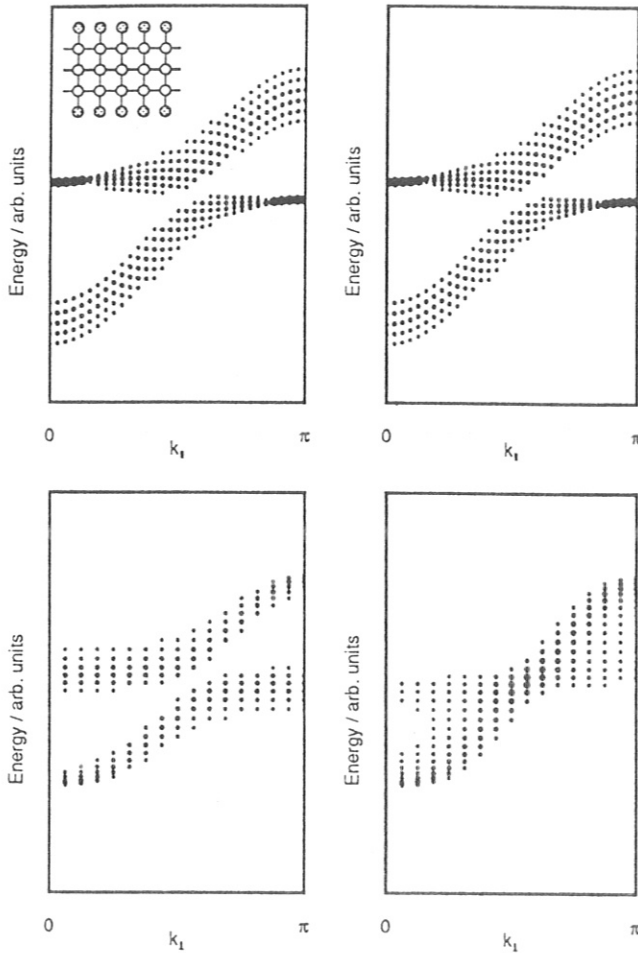 Energy / arb. units
0
k∥
π
Energy / arb. units
0
k∥
π
Energy / arb. units
0
k⊥
π
Energy / arb. units
0
k⊥
π